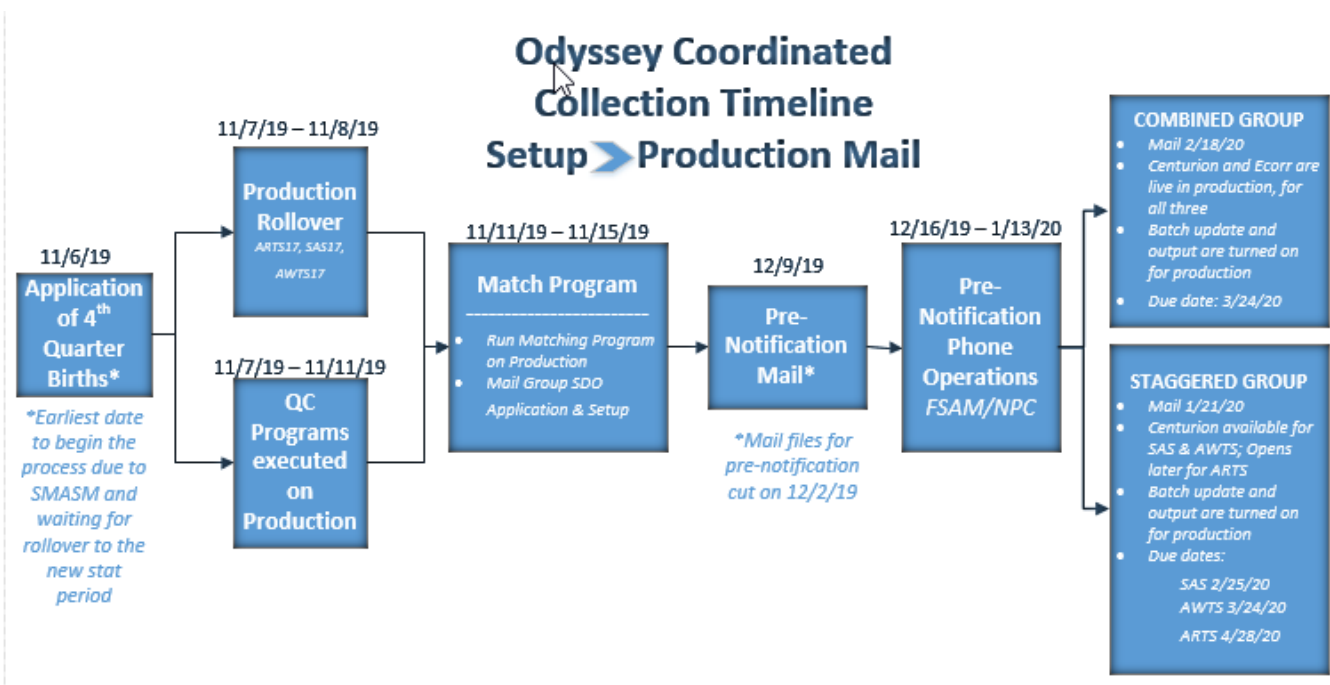 Odyssey Coordinated
Collection Timeline
Setup Production Mail
11/6/19
Application
of 4th
Quarter
Births*
*Earliest date
to begin the
process due to
SMASM and
waiting for
rollover to the
new stat
period
11/7/19 – 11/8/19
Production
Rollover
ARTS17, SAS17,
AWTS17
11/7/19 – 11/11/19
QC
Programs
executed
on
Production
11/11/19 – 11/15/19
Match Program
• Run Matching Program
on Production
• Mail Group SDO
Application & Setup
12/9/19
Pre-
Notification
Mail*
*Mail files for
pre-notification
cut on 12/2/19
12/16/19 – 1/13/20
Pre-
Notification
Phone
Operations
FSAM/NPC
COMBINED GROUP
• Mail 2/18/20
• Centurion and Ecorr are
live in production, for
all three
• Batch update and
output are turned on
for production
• Due date: 3/24/20
STAGGERED GROUP
• Mail 1/21/20
• Centurion available for
SAS & AWTS; Opens
later for ARTS
• Batch update and
output are turned on
for production
• Due dates:
SAS 2/25/20
AWTS 3/24/20
ARTS 4/28/20